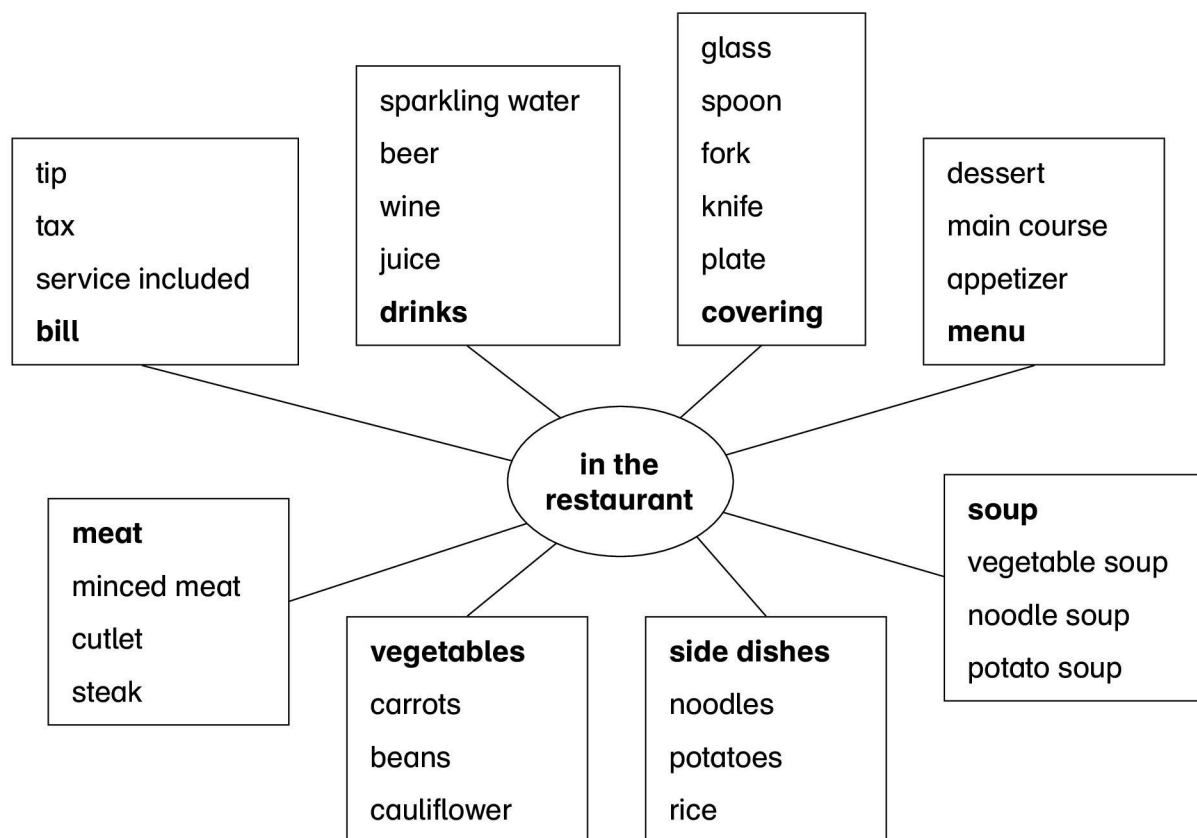 tip
tax
service included
bill
sparkling water
beer
wine
juice
drinks
glass
spoon
fork
knife
plate
covering
dessert
main course
appetizer
menu
in the
restaurant
meat
minced meat
cutlet
steak
vegetables
carrots
beans
cauliflower
side dishes
noodles
potatoes
rice
soup
vegetable soup
noodle soup
potato soup